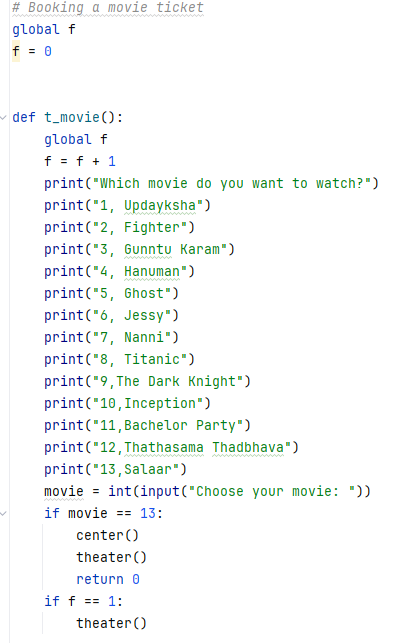 # Booking a movie ticket
global f
f = 0
def t_movie():
global f
f = f + 1
print("Which movie do you want to watch?")
print("1, Updayksha")
print("2, Fighter")
print("3, Gunntu Karam")
print("4, Hanuman")
print("5, Ghost")
print("6, Jessy")
print("7, Nanni")
print("8, Titanic")
print("9,The Dark Knight")
print("10,Inception")
print("11,Bachelor Party")
print("12,Thathasama Thadbhava")
print("13,Salaar")
movie = int(input("Choose your movie: "))
if movie == 13:
center()
theater()
return 0
if f == 1:
theater()